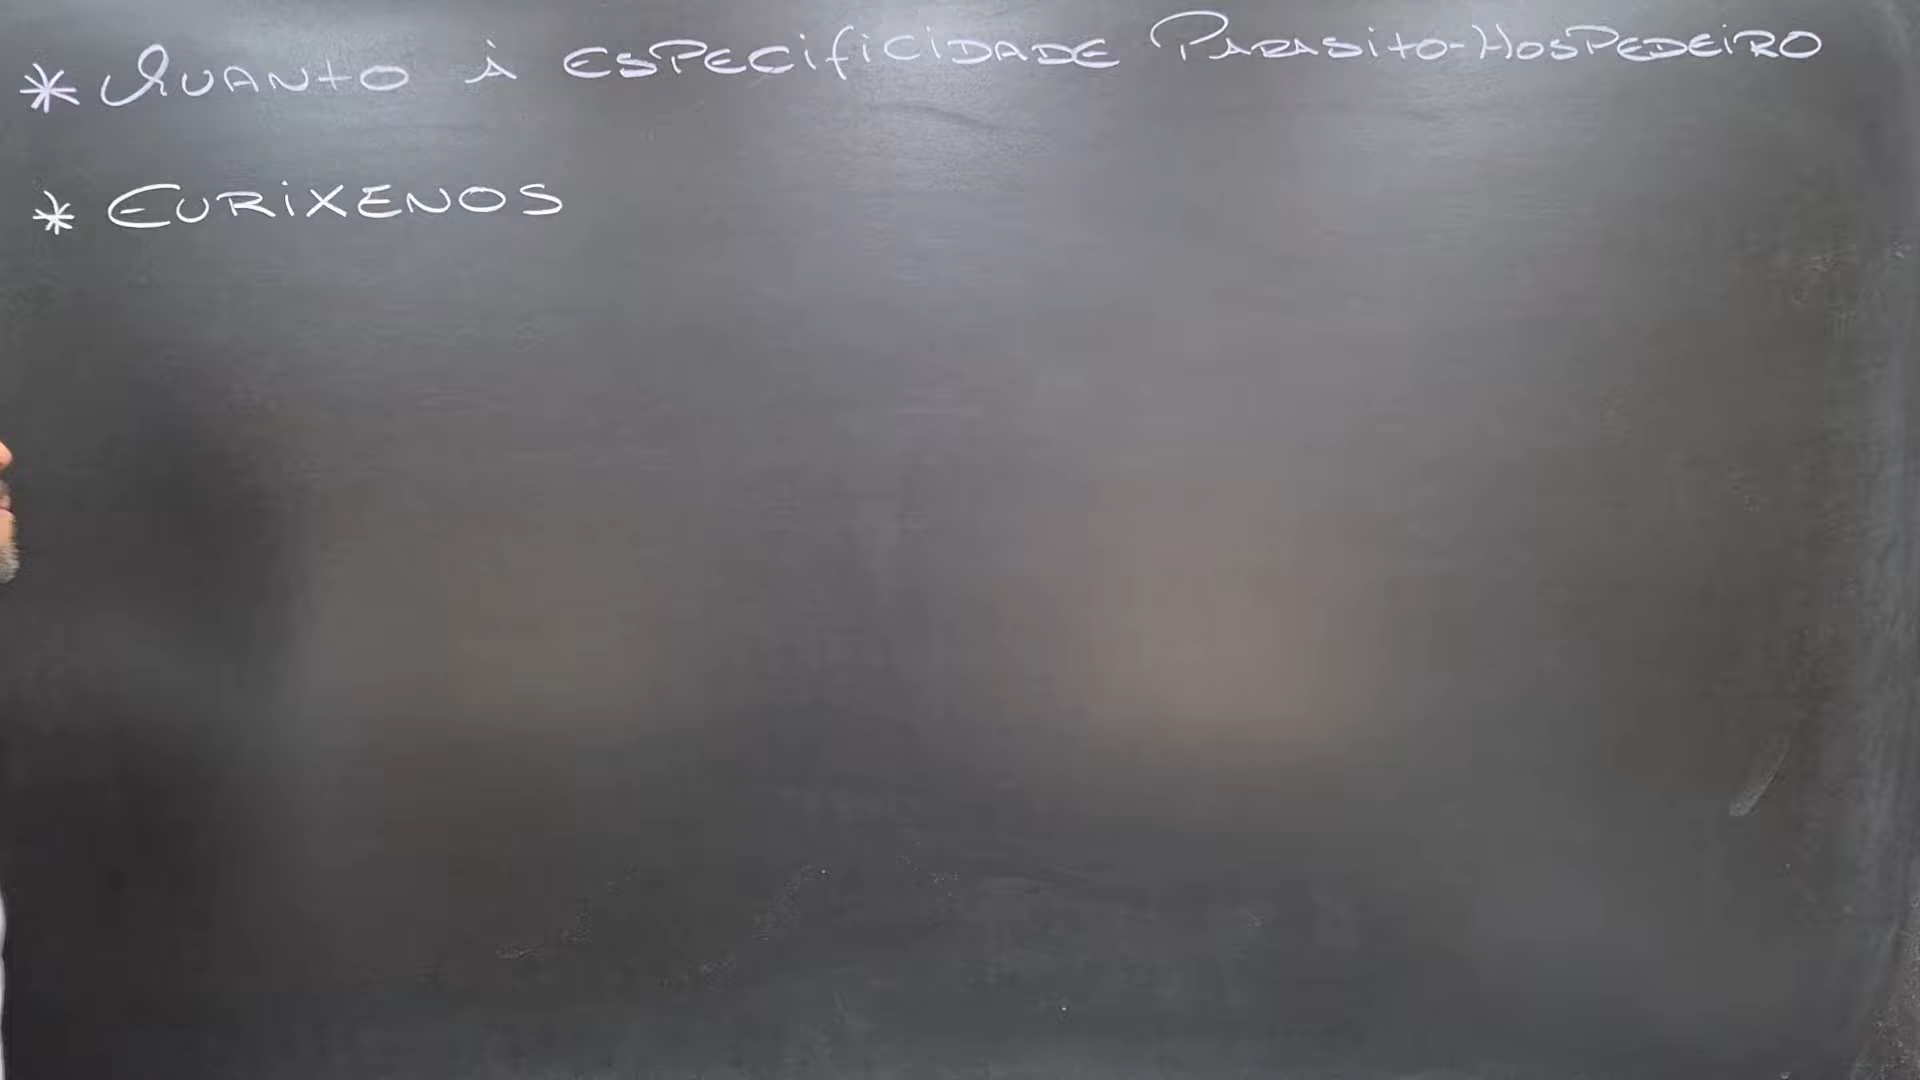 * Quanto à especificidade Parasito-Hospedeiro
* Eurixenos